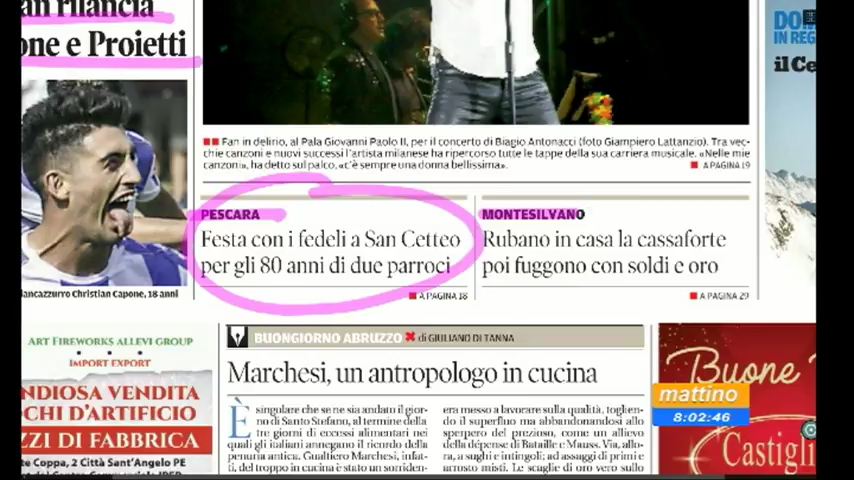 an rilancia
one e Proietti
Fan in delirio, al Pala Giovanni Paolo II, per il concerto di Biagio Antonacci (foto Giampiero Lattanzio). Tra vec-
chie canzoni e nuovi successi l'artista milanese ha ripercorso tutte le tappe della sua carriera musicale. «Nelle mie
canzoni», ha detto sul palco, «c'è sempre una donna bellissima».
A PAGINA 19
PESCARA
Festa con i fedeli a San Cetteo
per gli 80 anni di due parroci
A PAGINA 18
MONTESILVANO
Rubano in casa la cassaforte
poi fuggono con soldi e oro
A PAGINA 29
iancazzurro Christian Capone, 18 anni
DO
IN REG
il Ce
ART FIREWORKS ALLEVI GROUP
IMPORT EXPORT
NDIOSA VENDITA
OCHI D'ARTIFICIO
ZZI DI FABBRICA
te Coppa, 2 Città Sant'Angelo PE
BUONGIORNO ABRUZZO di GIULIANO DI TANNA
Marchesi, un antropologo in cucina
È singolare che se ne sia andato il gior-
no di Santo Stefano, al termine della
tre giorni di eccessi alimentari nei
quali gli italiani annegano il ricordo della
penuria antica. Gualtiero Marchesi, infat-
ti, del troppo in cucina è stato un sorriden-
era messo a lavorare sulla qualità, toglien-
do il superfluo ma abbandonandosi allo
sperpero del prezioso, come un allievo
della dépense di Bataille e Mauss. Via, allo-
ra, a sughi e intingoli; ad assaggi di primi e
arrosto misti. Le scaglie di oro vero sullo
Buone
Castigli
mattino
8:02:46